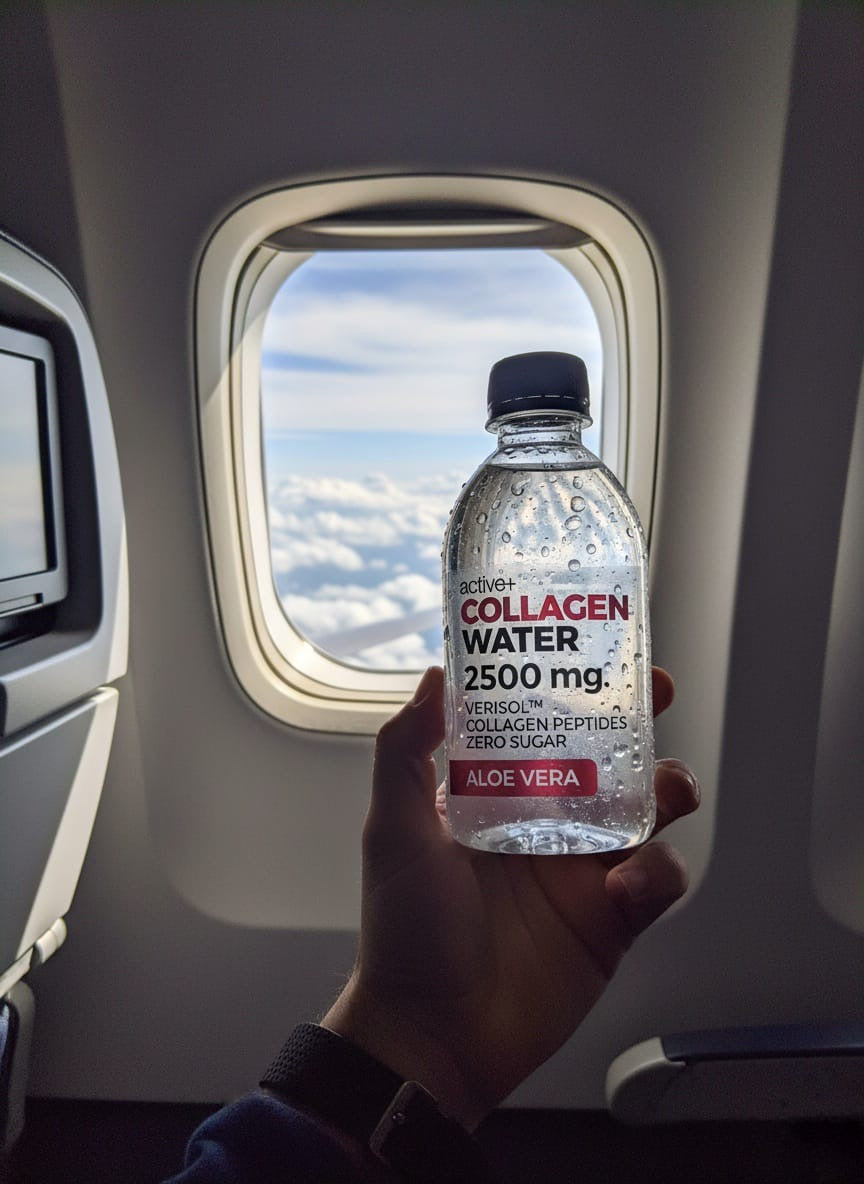 active+
COLLAGEN
WATER
2500 mg.
VERISOL™
COLLAGEN PEPTIDES
ZERO SUGAR
ALOE VERA